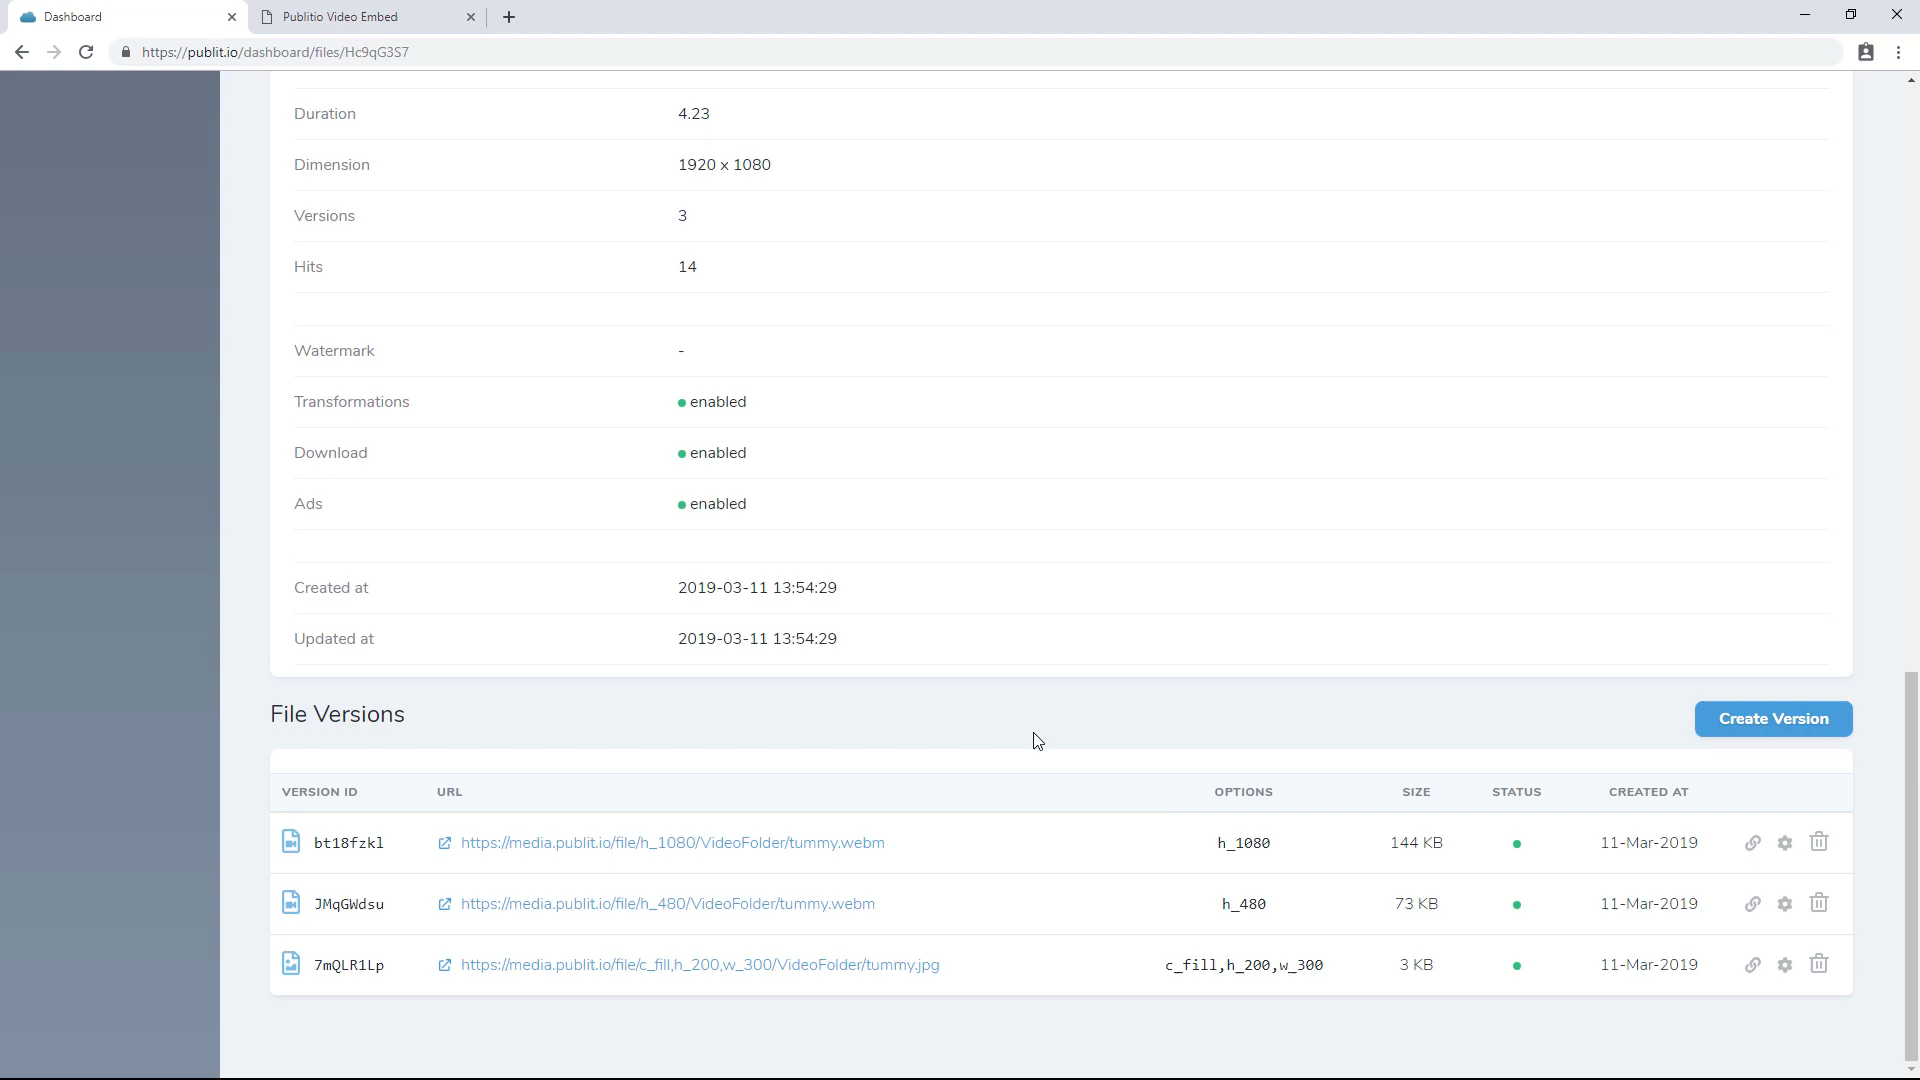 Dashboard
Publitio Video Embed
https://publit.io/dashboard/files/Hc9qG3S7
Duration 4.23
Dimension 1920 x 1080
Versions 3
Hits 14
Watermark -
Transformations enabled
Download enabled
Ads enabled
Created at 2019-03-11 13:54:29
Updated at 2019-03-11 13:54:29
File Versions
Create Version
VERSION ID URL OPTIONS SIZE STATUS CREATED AT
bt18fzkl https://media.publit.io/file/h_1080/VideoFolder/tummy.webm h_1080 144 KB 11-Mar-2019
JMqGWdsu https://media.publit.io/file/h_480/VideoFolder/tummy.webm h_480 73 KB 11-Mar-2019
7mQLR1Lp https://media.publit.io/file/c_fill,h_200,w_300/VideoFolder/tummy.jpg c_fill,h_200,w_300 3 KB 11-Mar-2019